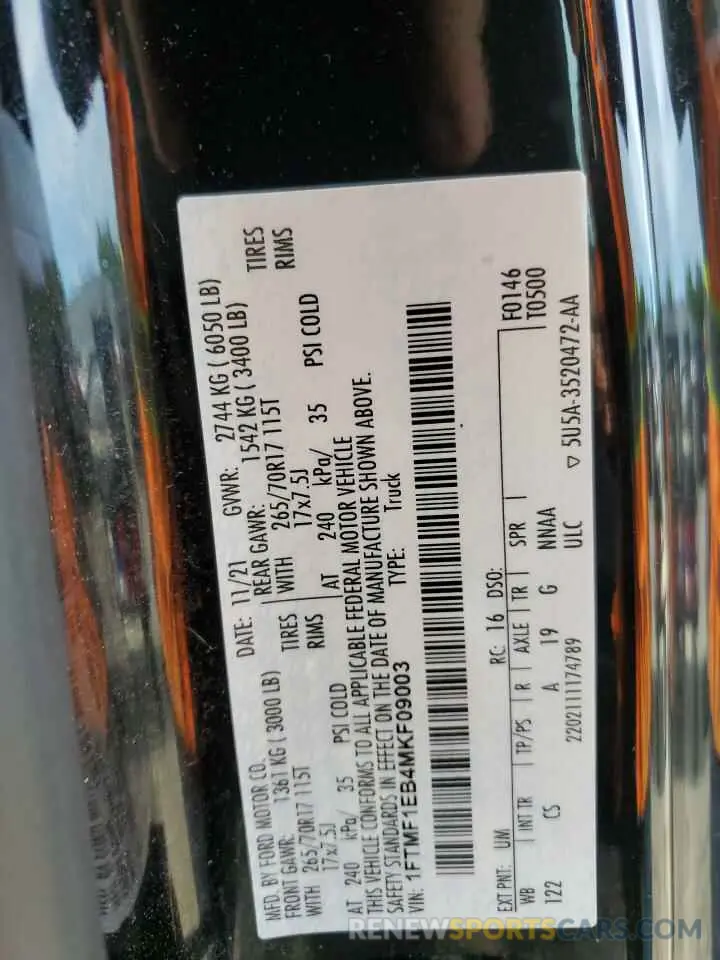 MFD. BY FORD MOTOR CO.
DATE: 11/21 GVWR: 2744 KG ( 6050 LB)
FRONT GAWR: 1361 KG ( 3000 LB) REAR GAWR: 1542 KG ( 3400 LB)
WITH 265/70R17 115T TIRES WITH 265/70R17 115T TIRES
17x7.5J RIMS 17x7.5J RIMS
AT 240 kPa/ 35 PSI COLD AT 240 kPa/ 35 PSI COLD
THIS VEHICLE CONFORMS TO ALL APPLICABLE FEDERAL MOTOR VEHICLE
SAFETY STANDARDS IN EFFECT ON THE DATE OF MANUFACTURE SHOWN ABOVE.
VIN: 1FTMF1EB4MKF09003 TYPE: Truck
EXT PNT: UM RC: 16 DSO: F0146
WB INT TR TP/PS R AXLE TR SPR T0500
122 CS A 19 G NNAA
2202111174789 ULC 5U5A-3520472-AA
RENEWSPORTSCARS.COM